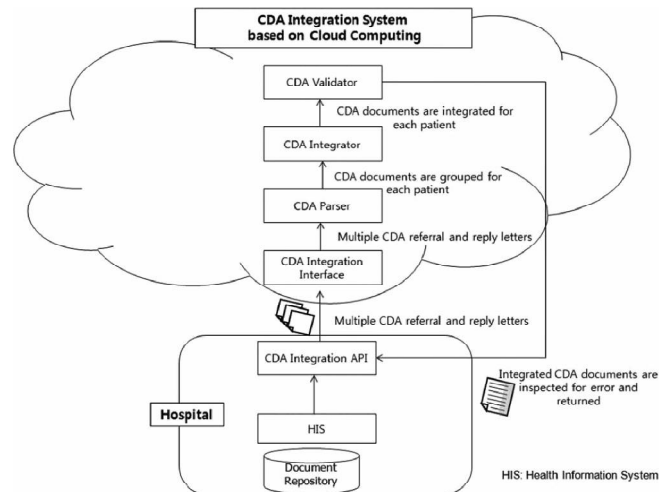 CDA Integration System
based on Cloud Computing
CDA Validator
CDA documents are integrated for
each patient
CDA Integrator
CDA documents are grouped for
each patient
CDA Parser
Multiple CDA referral and reply letters
CDA Integration
Interface
Multiple CDA referral and reply letters
CDA Integration API
Integrated CDA documents are
inspected for error and
returned
Hospital
HIS
Document
Repository
HIS: Health Information System